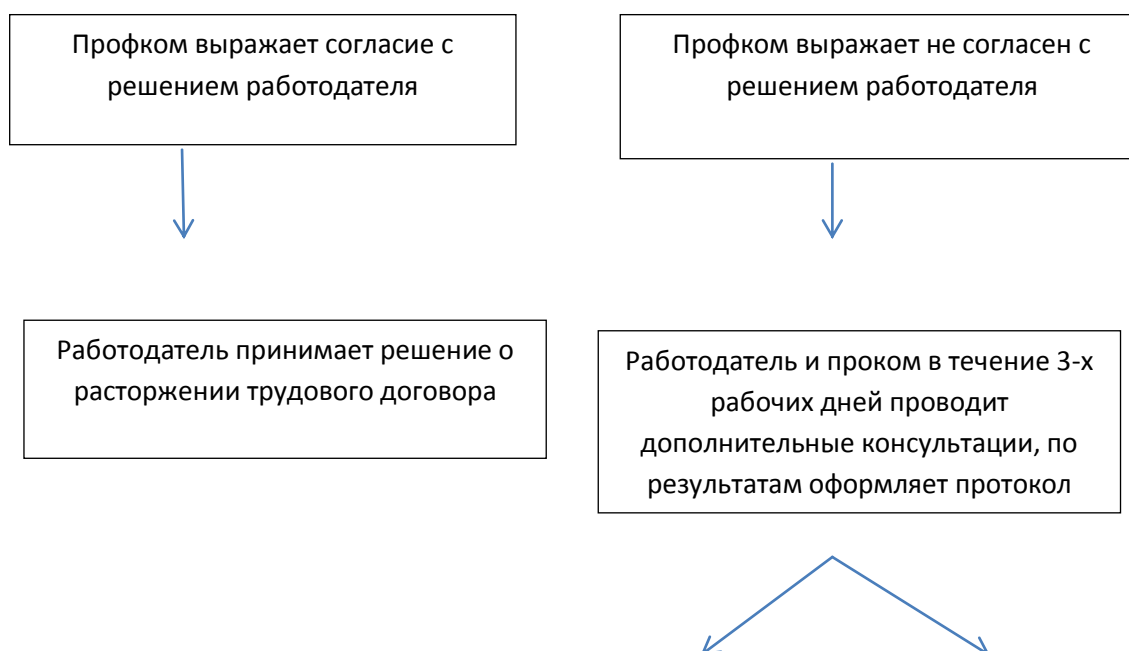 Профком выражает согласие с
решением работодателя
Профком выражает не согласен с
решением работодателя
Работодатель принимает решение о
расторжении трудового договора
Работодатель и проком в течение 3-х
рабочих дней проводит
дополнительные консультации, по
результатам оформляет протокол